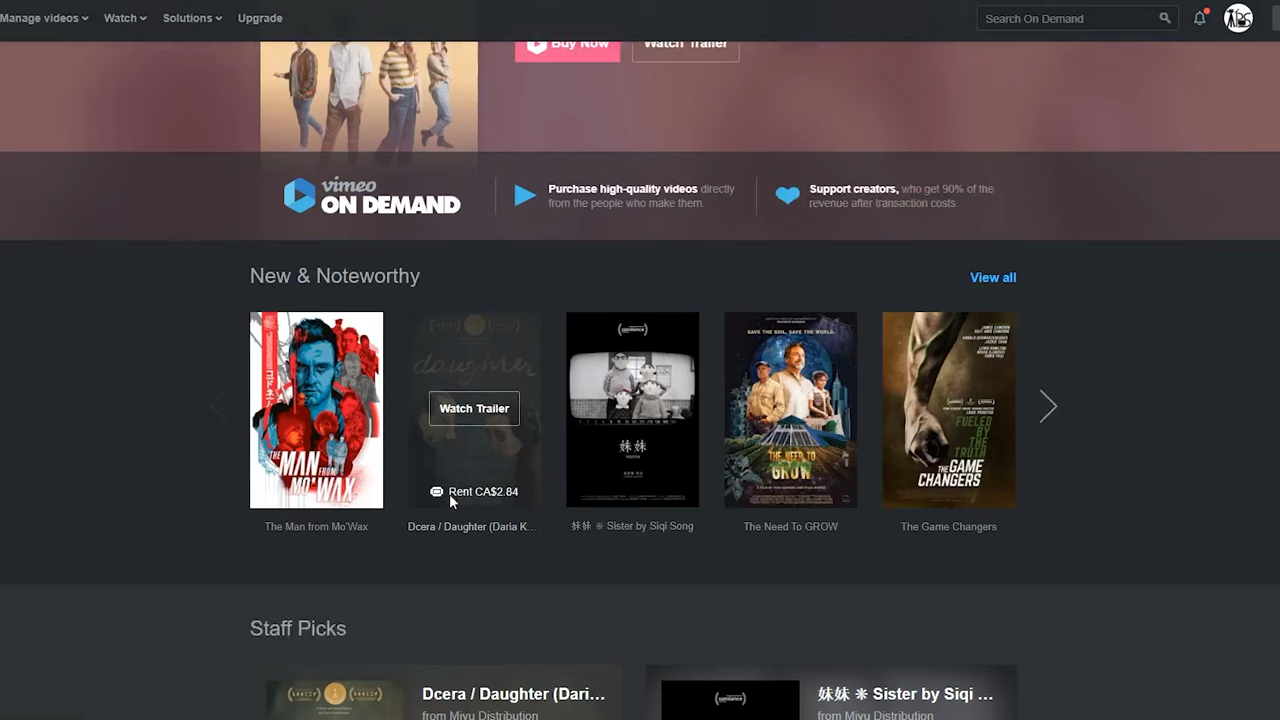 Manage videos Watch Solutions Upgrade
Search On Demand
Buy Now Watch Trailer
vimeo
ON DEMAND
Purchase high-quality videos directly
from the people who make them.
Support creators, who get 90% of the
revenue after transaction costs.
New & Noteworthy
View all
THE MAN FROM MO'WAX
daughter
Watch Trailer
Rent CA$2.84
sundance
妹妹
SAVE THE SOIL, SAVE THE WORLD.
THE NEED TO
GROW
FUELED
BY
THE
TRUTH
THE GAME
CHANGERS
The Man from Mo'Wax
Dcera / Daughter (Daria K...
妹妹 ⁜ Sister by Siqi Song
The Need To GROW
The Game Changers
Staff Picks
Dcera / Daughter (Dari...
from Miyu Distribution
妹妹 ⁜ Sister by Siqi ...
from Miyu Distribution